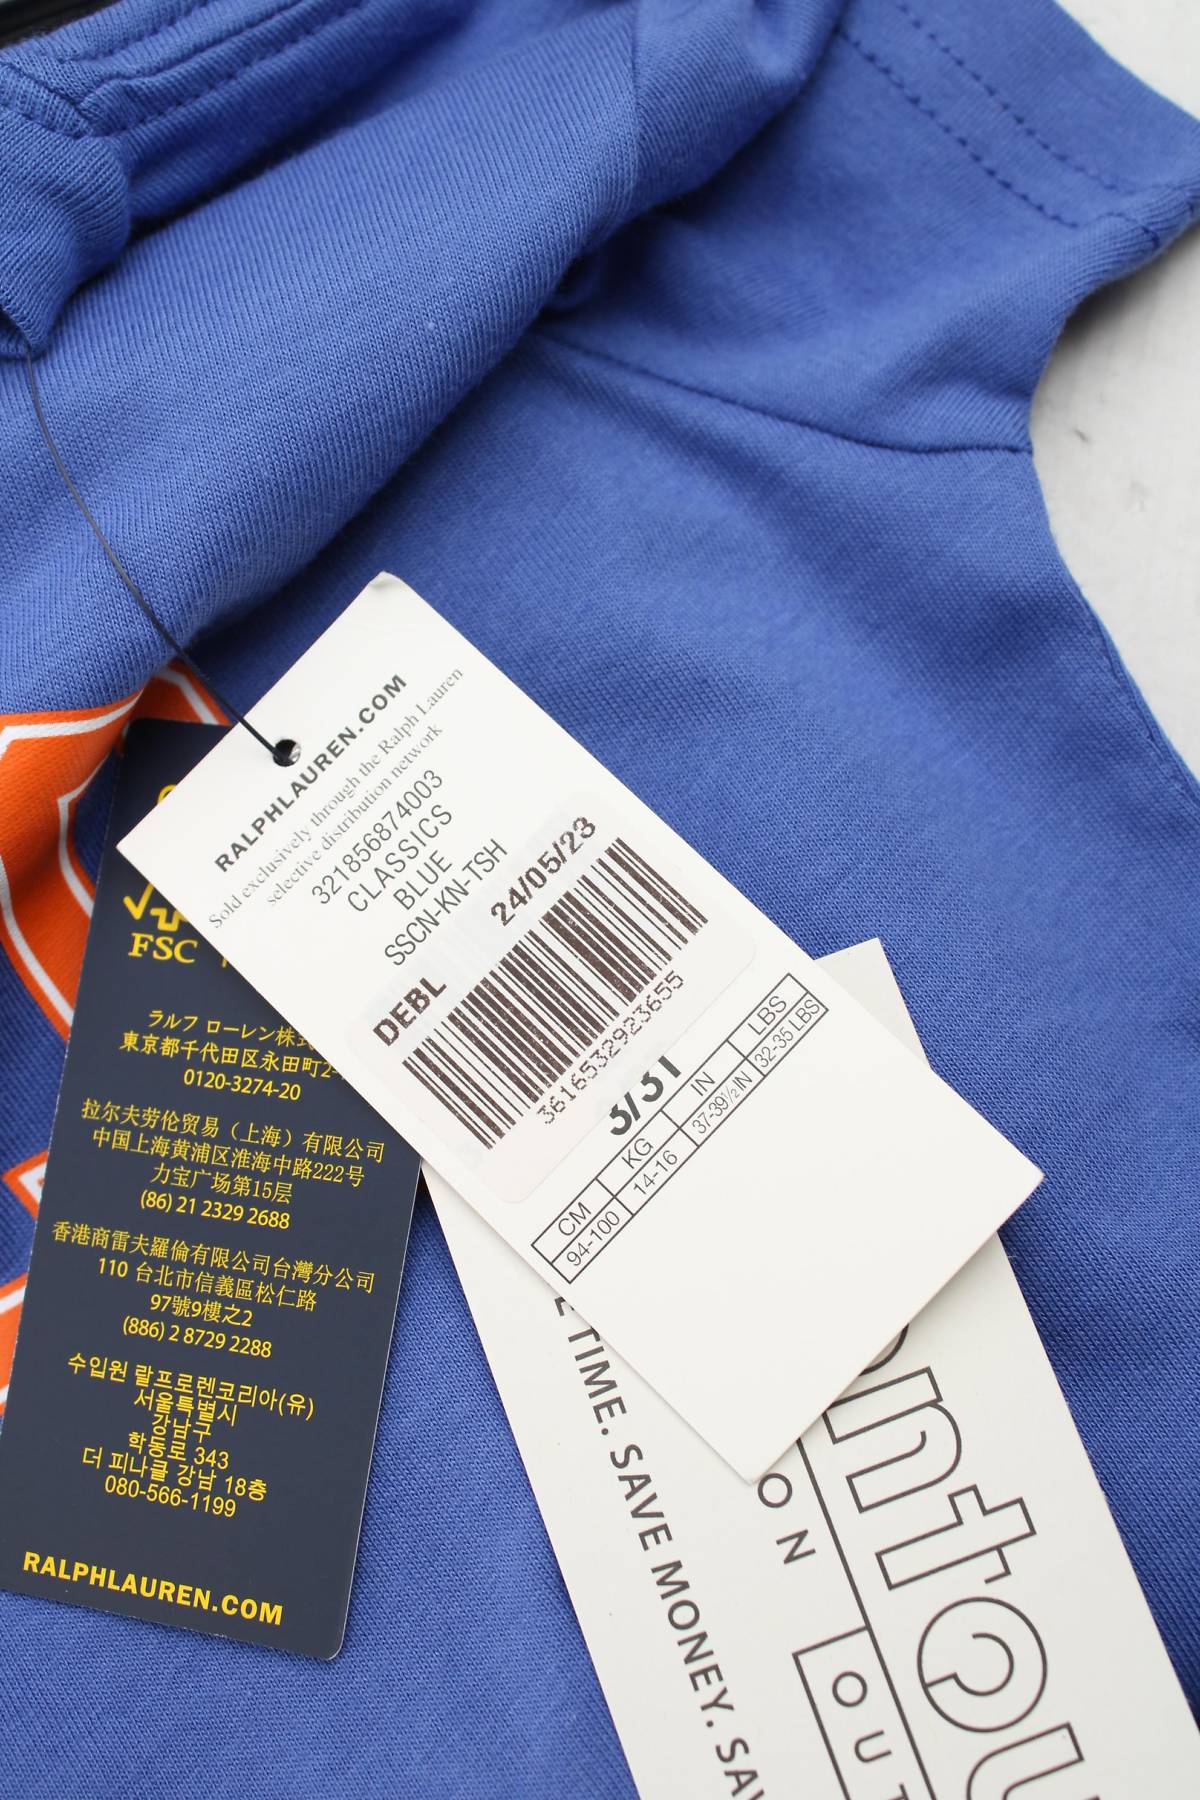 RALPHLAUREN.COM
Sold exclusively through the Ralph Lauren
selective distribution network
321856874003
CLASSICS
BLUE
SSCN-KN-TSH
DEBL 24/05/23
3616532923655
3/3T
CM KG IN LBS
94-100 14-16 37-39½ IN 32-35 LBS
FSC
ラルフ ローレン株式
東京都千代田区永田町2-
0120-3274-20
拉尔夫劳伦贸易（上海）有限公司
中国上海黄浦区淮海中路222号
力宝广场第15层
(86) 21 2329 2688
香港商雷夫羅倫有限公司台灣分公司
110 台北市信義區松仁路
97號9樓之2
(886) 2 8729 2288
수입원 랄프로렌코리아(유)
서울특별시
강남구
학동로 343
더 피나클 강남 18층
080-566-1199
RALPHLAUREN.COM
E TIME. SAVE MONEY. SAV
ON
OUT